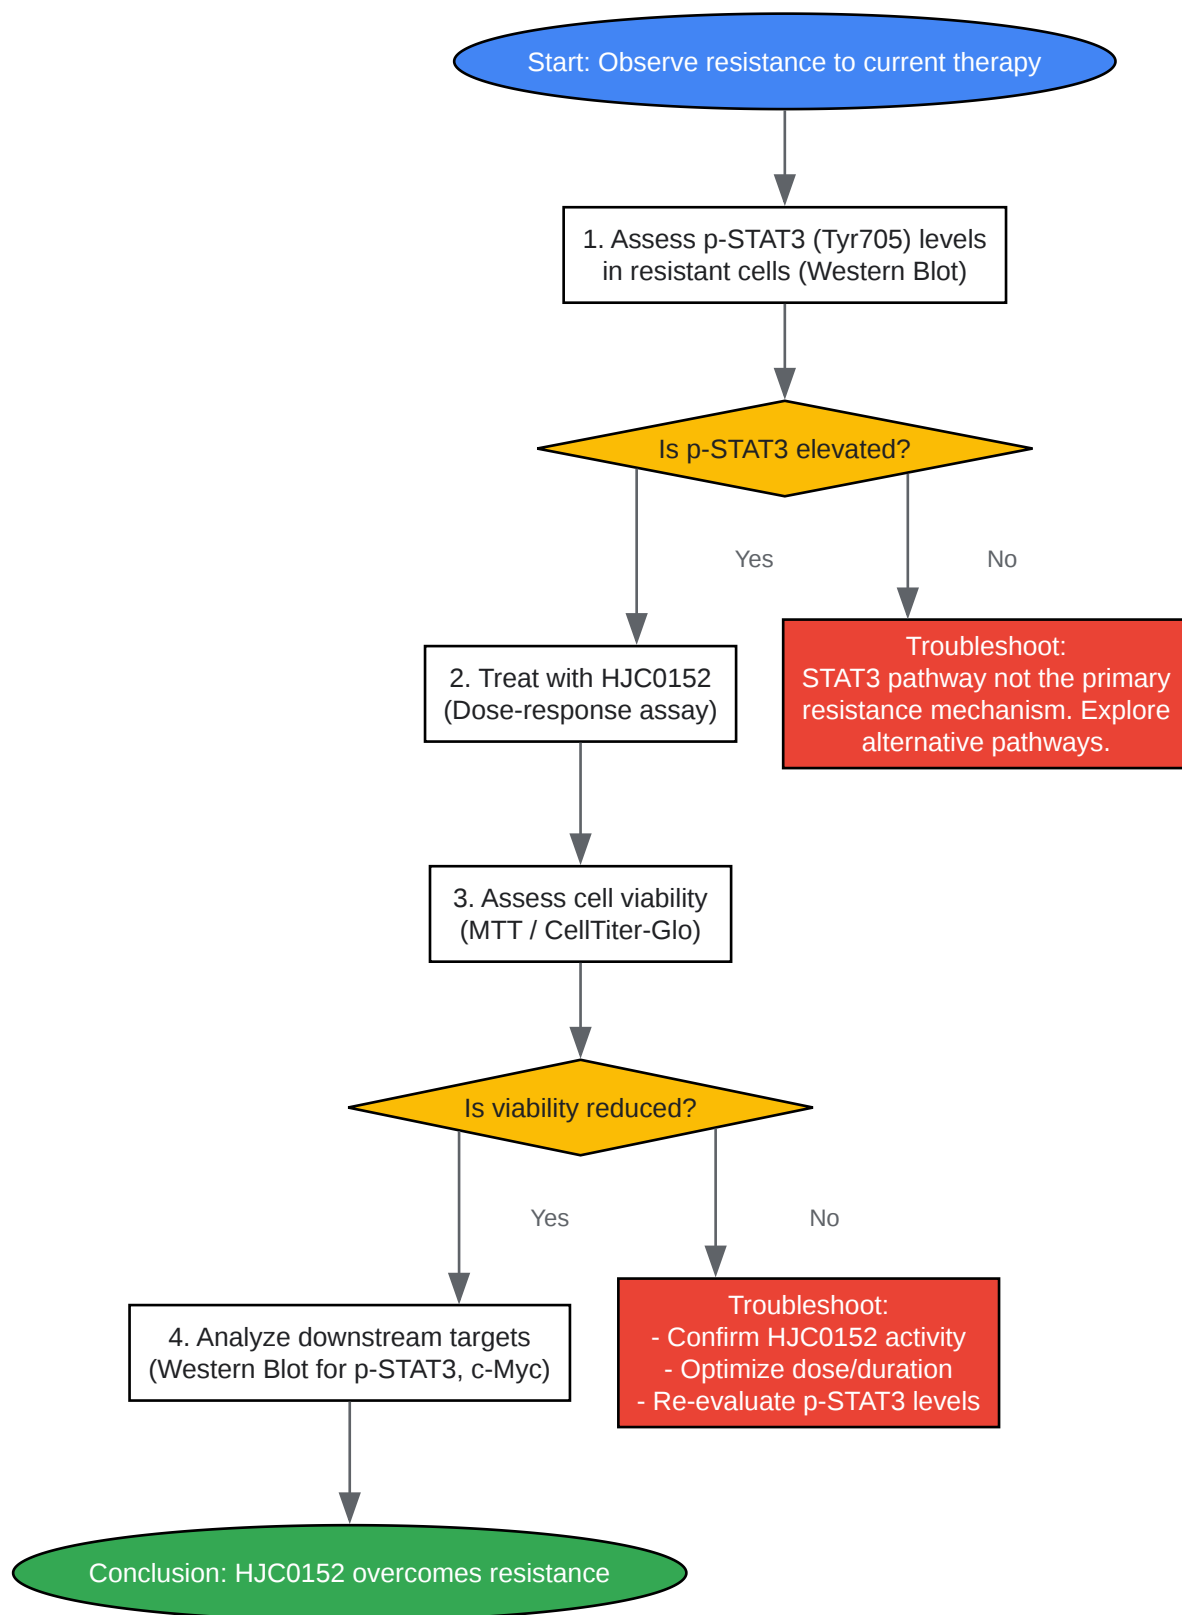 Start: Observe resistance to current therapy
1. Assess p-STAT3 (Tyr705) levels
in resistant cells (Western Blot)
Is p-STAT3 elevated?
Yes
No
2. Treat with HJC0152
(Dose-response assay)
Troubleshoot:
STAT3 pathway not the primary
resistance mechanism. Explore
alternative pathways.
3. Assess cell viability
(MTT / CellTiter-Glo)
Is viability reduced?
Yes
No
4. Analyze downstream targets
(Western Blot for p-STAT3, c-Myc)
Troubleshoot:
- Confirm HJC0152 activity
- Optimize dose/duration
- Re-evaluate p-STAT3 levels
Conclusion: HJC0152 overcomes resistance